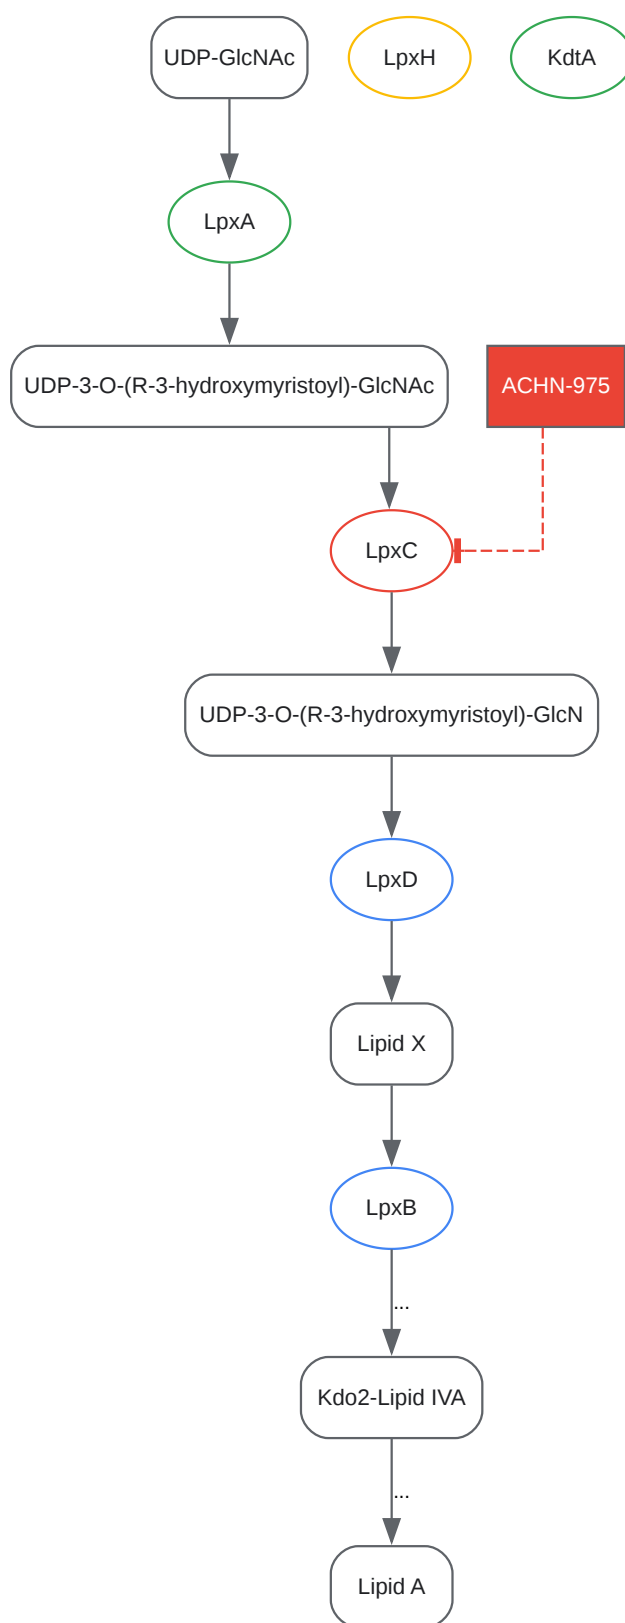 UDP-GlcNAc
LpxH
KdtA
LpxA
UDP-3-O-(R-3-hydroxymyristoyl)-GlcNAc
ACHN-975
LpxC
UDP-3-O-(R-3-hydroxymyristoyl)-GlcN
LpxD
Lipid X
LpxB
...
Kdo2-Lipid IVA
...
Lipid A